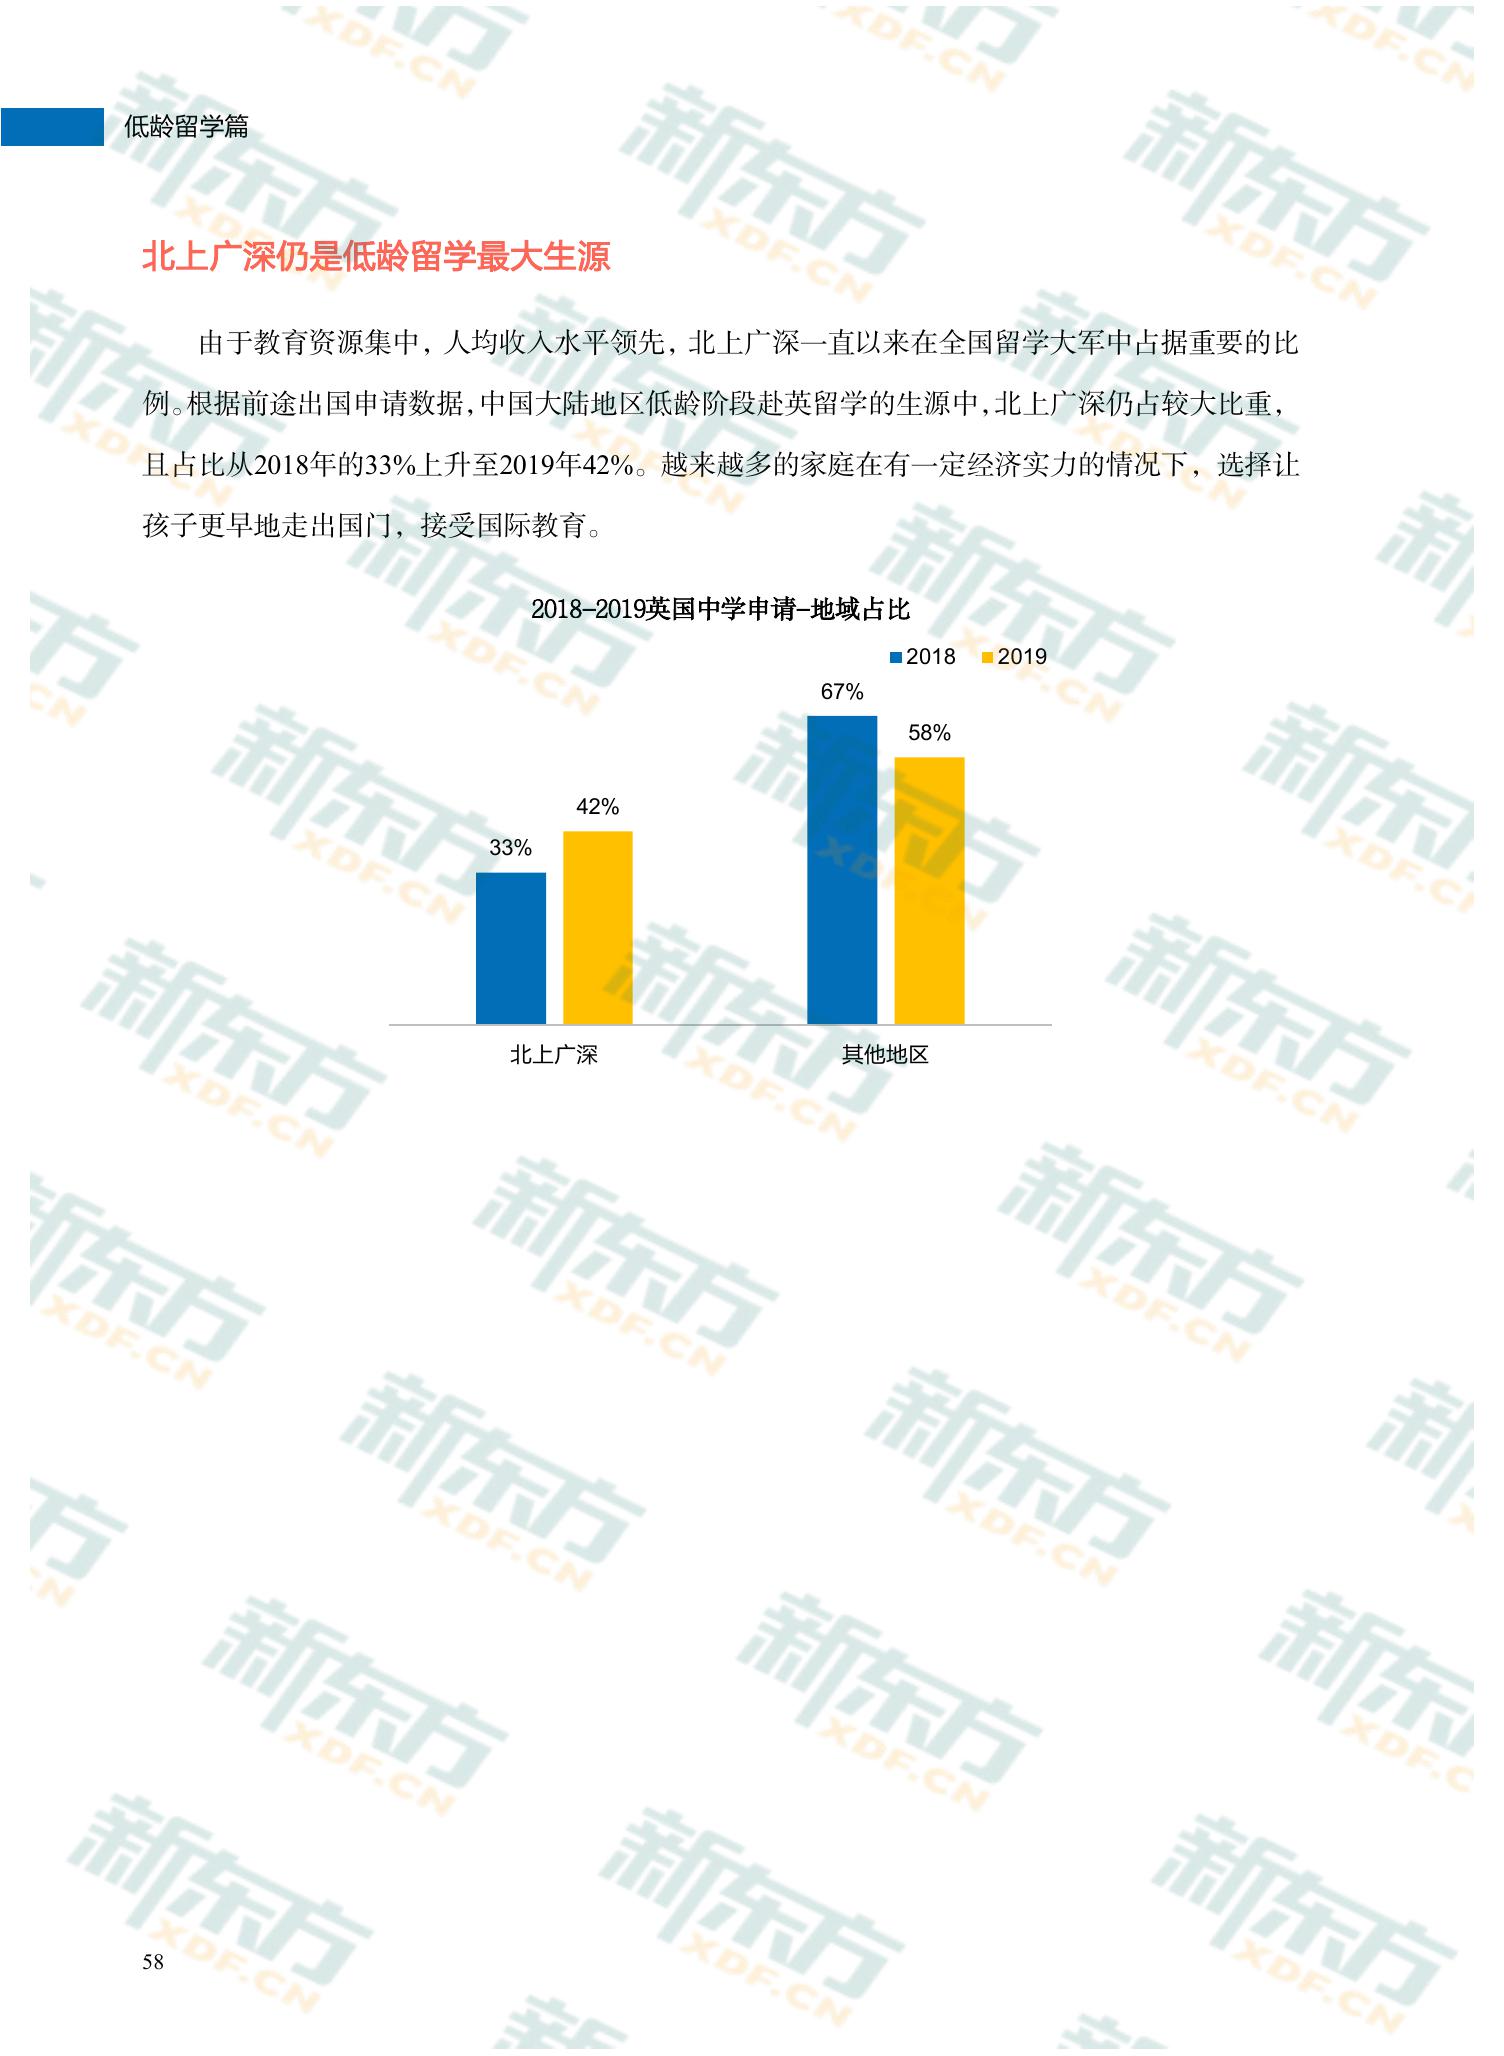 低龄留学篇
北上广深仍是低龄留学最大生源
由于教育资源集中，人均收入水平领先，北上广深一直以来在全国留学大军中占据重要的比
例。根据前途出国申请数据，中国大陆地区低龄阶段赴英留学的生源中，北上广深仍占较大比重，
且占比从2018年的33%上升至2019年42%。越来越多的家庭在有一定经济实力的情况下，选择让
孩子更早地走出国门，接受国际教育。
2018-2019英国中学申请-地域占比
2018 2019
67%
58%
42%
33%
北上广深 其他地区
58
新东方
XDF.CN